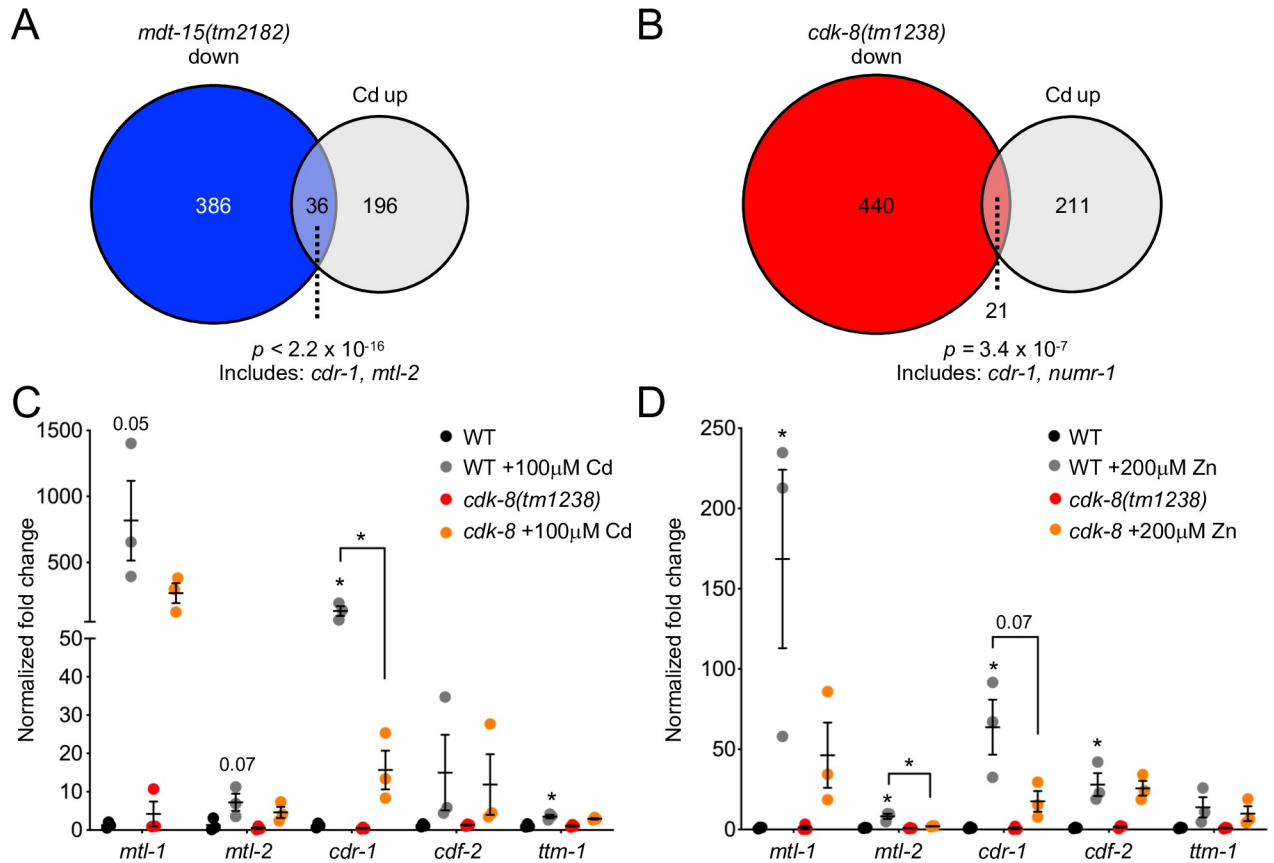 A
mdt-15(tm2182)
down
Cd up
386
36
196
p < 2.2 x 10-16
Includes: cdr-1, mtl-2
B
cdk-8(tm1238)
down
Cd up
440
211
21
p = 3.4 x 10-7
Includes: cdr-1, numr-1
C
Normalized fold change
1500
1000
500
50
40
30
20
10
0
0.05
0.07
*
*
*
WT
WT +100μM Cd
cdk-8(tm1238)
cdk-8 +100μM Cd
mtl-1
mtl-2
cdr-1
cdf-2
ttm-1
D
Normalized fold change
250
200
150
100
50
0
*
*
*
0.07
*
*
WT
WT +200μM Zn
cdk-8(tm1238)
cdk-8 +200μM Zn
mtl-1
mtl-2
cdr-1
cdf-2
ttm-1